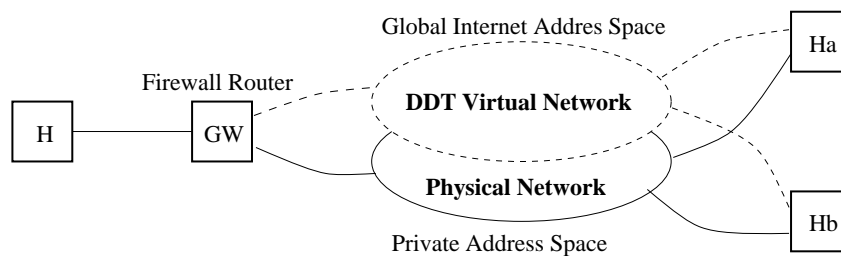 Global Internet Addres Space
Ha
Firewall Router
DDT Virtual Network
H
GW
Physical Network
Hb
Private Address Space